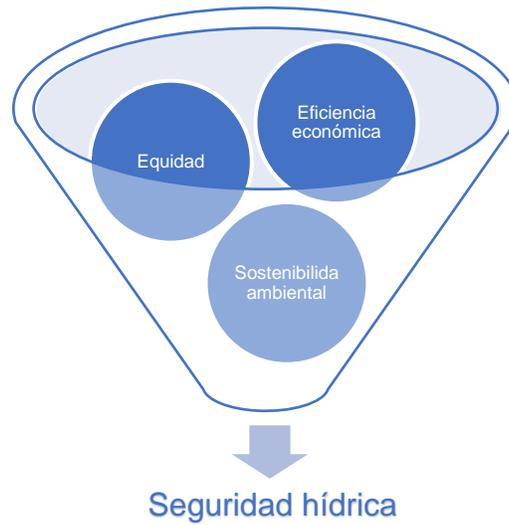 Eficiencia
económica
Equidad
Sostenibilida
ambiental
Seguridad hídrica